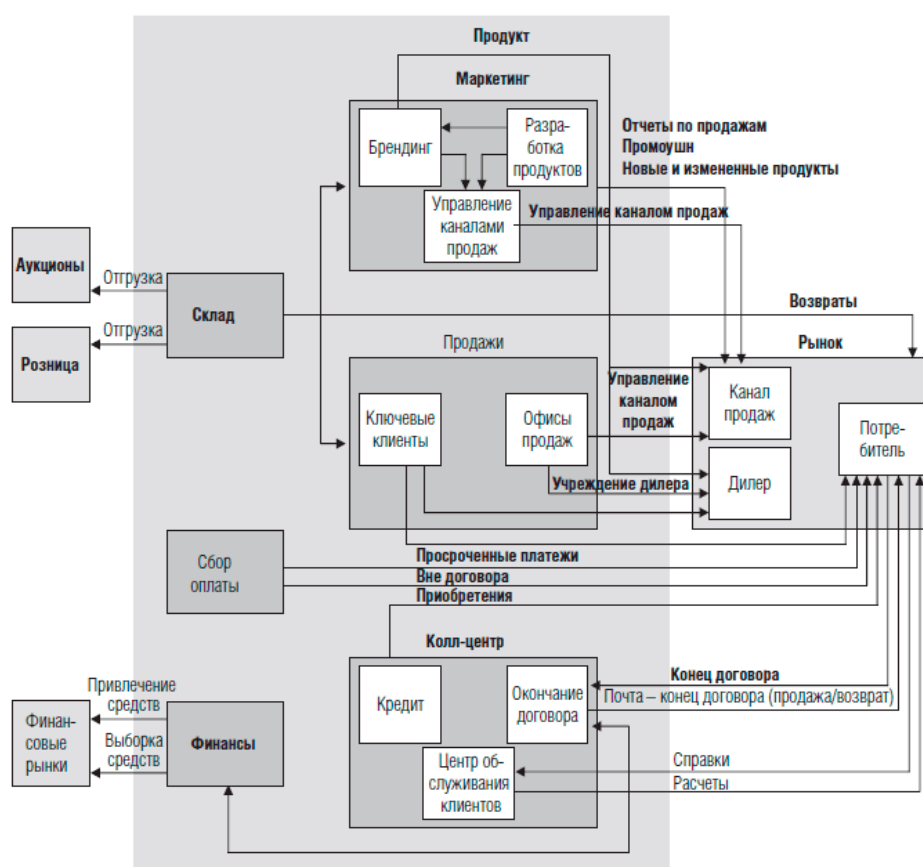 Продукт
Маркетинг
Брендинг
Разра-
ботка
продуктов
Управление
каналами
продаж
Отчеты по продажам
Промоушн
Новые и измененные продукты
Управление каналом продаж
Аукционы
Отгрузка
Склад
Розница
Отгрузка
Возвраты
Продажи
Ключевые
клиенты
Офисы
продаж
Управление
каналом
продаж
Учреждение дилера
Рынок
Канал
продаж
Дилер
Потре-
битель
Сбор
оплаты
Просроченные платежи
Вне договора
Приобретения
Колл-центр
Кредит
Окончание
договора
Центр об-
служивания
клиентов
Конец договора
Почта – конец договора (продажа/возврат)
Справки
Расчеты
Привлечение
средств
Выборка
средств
Финан-
совые
рынки
Финансы